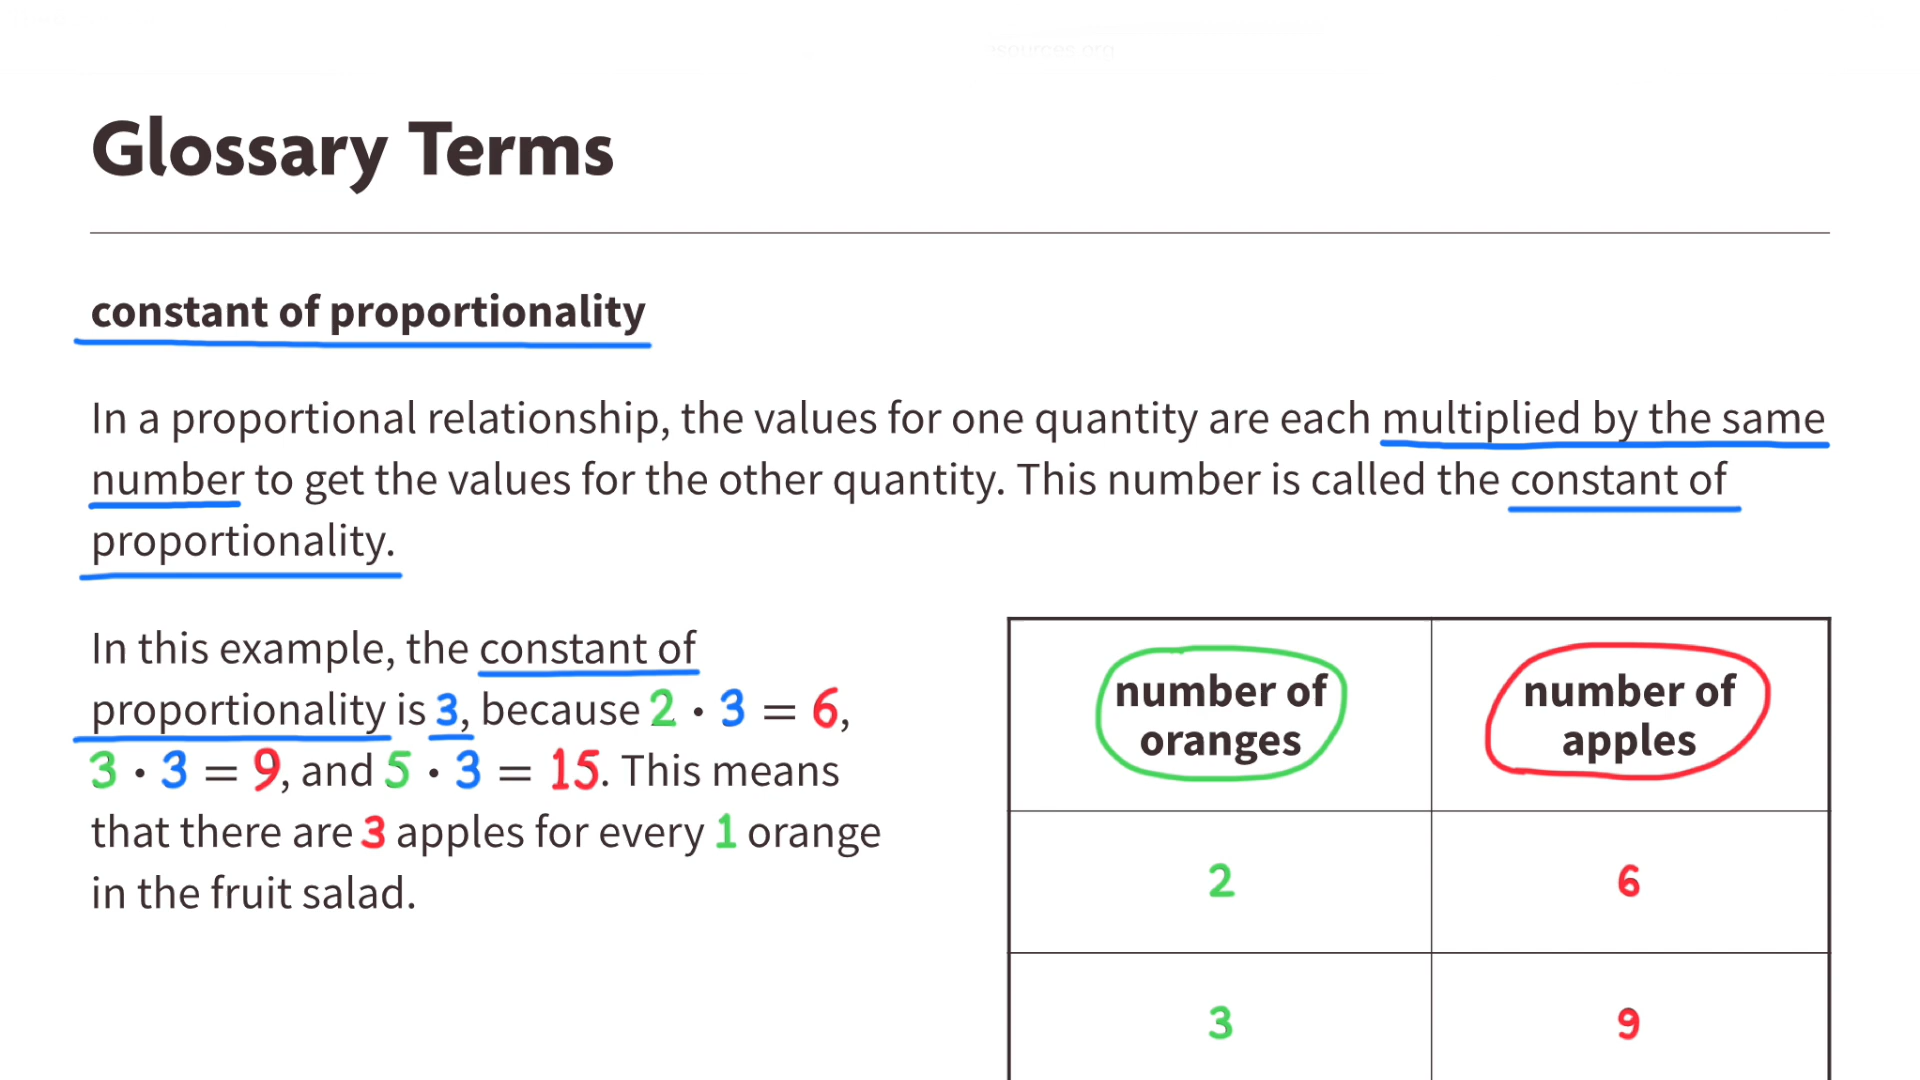 Glossary Terms
constant of proportionality
In a proportional relationship, the values for one quantity are each multiplied by the same
number to get the values for the other quantity. This number is called the constant of
proportionality.
In this example, the constant of
proportionality is 3, because 2 · 3 = 6,
3 · 3 = 9, and 5 · 3 = 15. This means
that there are 3 apples for every 1 orange
in the fruit salad.
number of
oranges
number of
apples
2
6
3
9